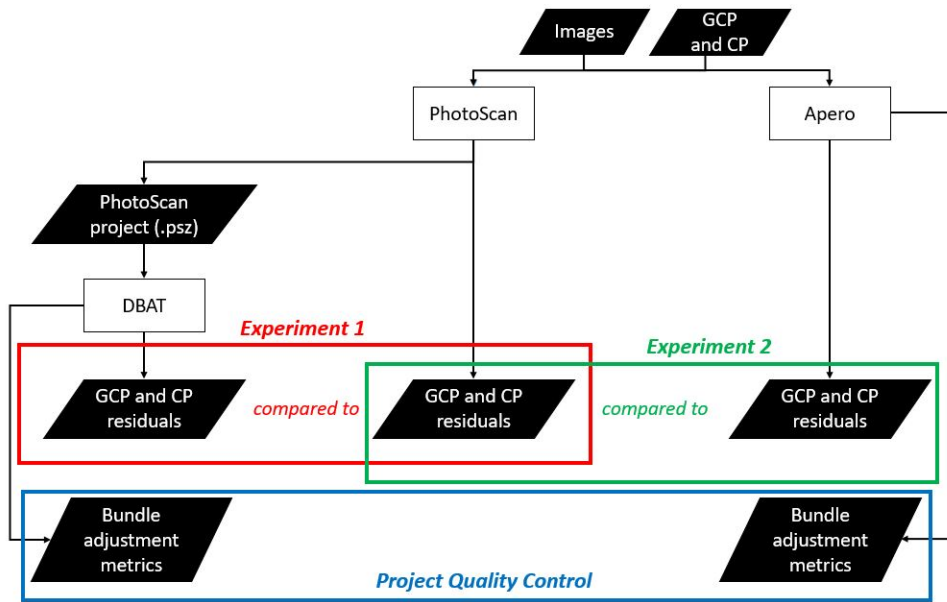 Images
GCP
and CP
PhotoScan
Apero
PhotoScan
project (.psz)
DBAT
Experiment 1
Experiment 2
GCP and CP
residuals
compared to
GCP and CP
residuals
compared to
GCP and CP
residuals
Bundle
adjustment
metrics
Bundle
adjustment
metrics
Project Quality Control